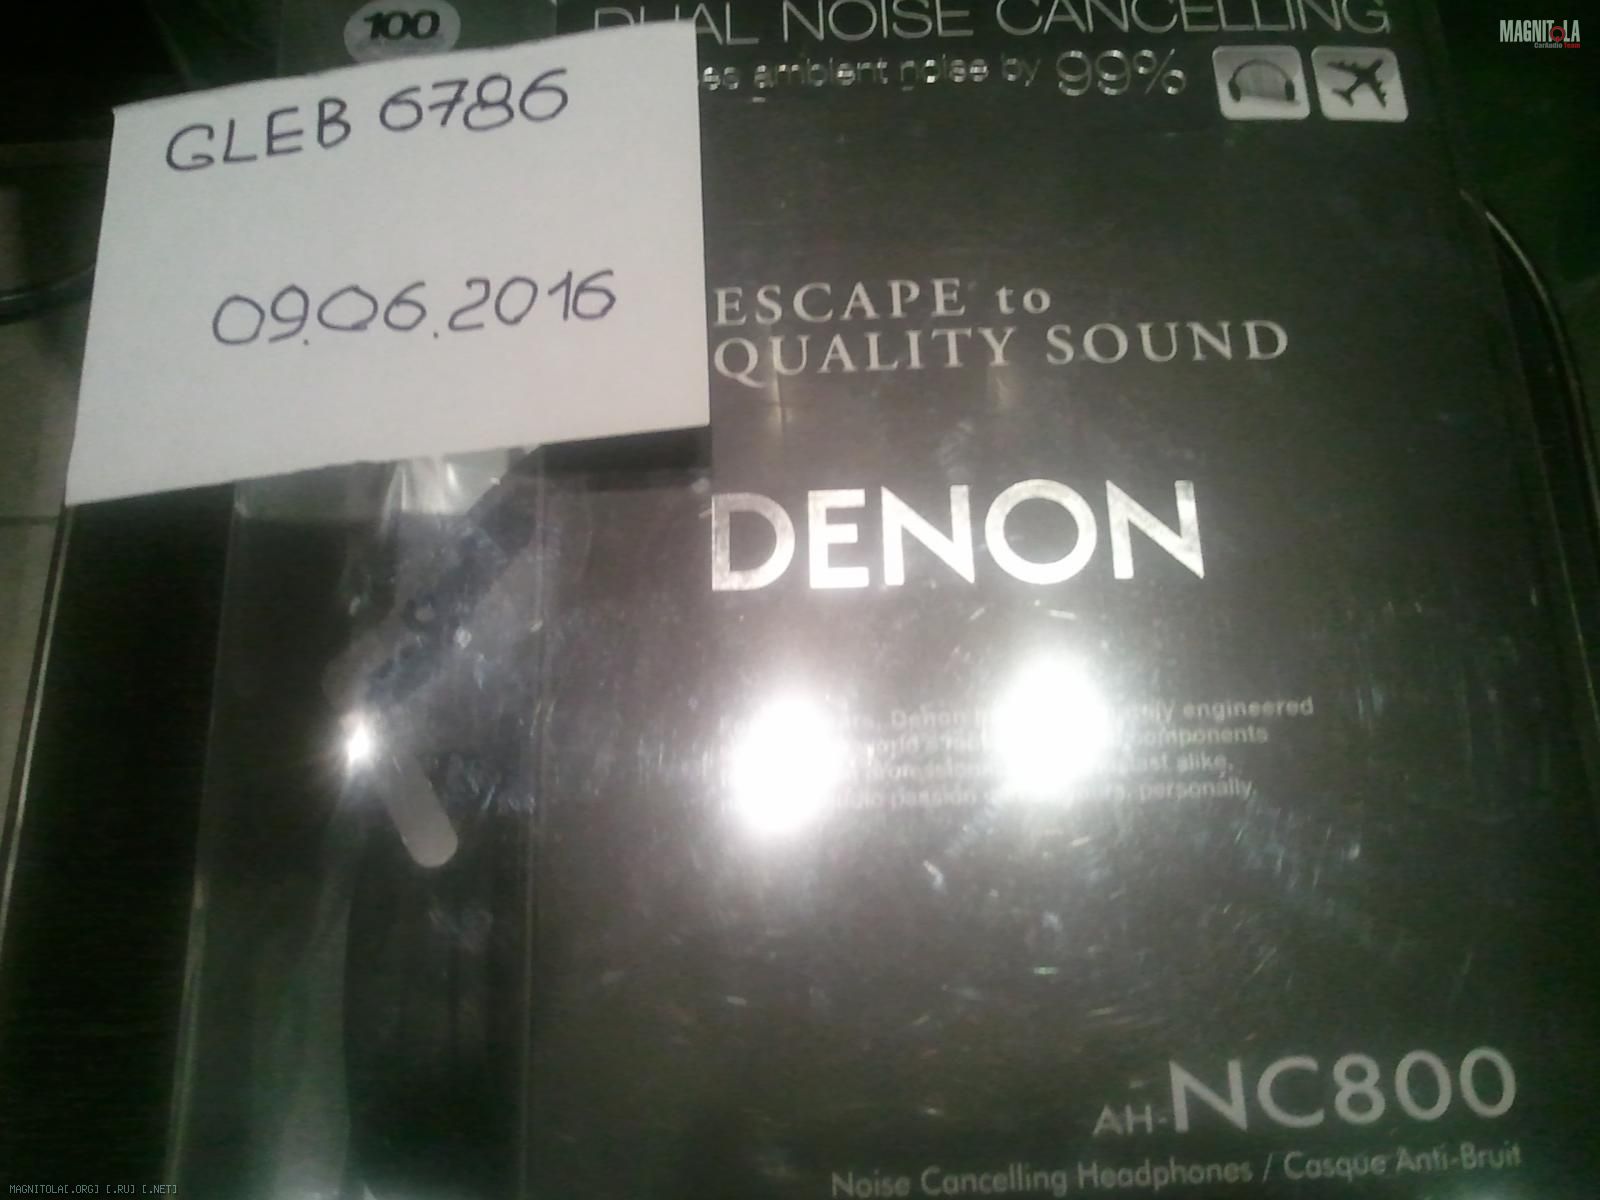 100
DUAL NOISE CANCELLING
ambient noise by 99%
MAGNITOLA
CarAudio Team
GLEB 6786
09.06.2016
ESCAPE to
QUALITY SOUND
DENON
Denon engineered
components
alike,
passion personally.
AH-NC800
Noise Cancelling Headphones / Casque Anti-Bruit
MAGNITOLA[.ORG] [.RU] [.NET]